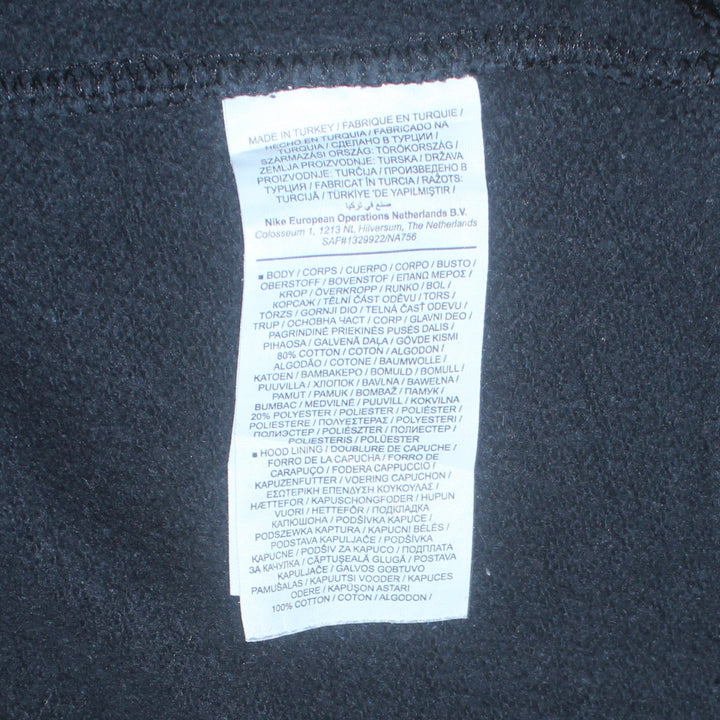 MADE IN TURKEY / FABRIQUE EN TURQUIE /
HECHO EN TURQUIA / FABRICADO NA
TURQUIA / СДЕЛАНО В ТУРЦИИ /
SZÁRMAZÁSI ORSZÁG: TÖRÖKORSZÁG /
ZEMLJA PROIZVODNJE: TURSKA / DRŽAVA
PROIZVODNJE: TURČIJA / ПРОИЗВЕДЕНО В
ТУРЦИЯ / FABRICAT ÎN TURCIA / RAŽOTS:
TURCIJĀ / TÜRKİYE 'DE YAPILMIŞTIR /
صنع في تركيا
Nike European Operations Netherlands B.V.
Colosseum 1, 1213 NL Hilversum, The Netherlands
SAF#1329922/NA756
■ BODY / CORPS / CUERPO / CORPO / BUSTO /
OBERSTOFF / BOVENSTOF / ΕΠΑΝΩ ΜΕΡΟΣ /
KROP / ÖVERKROPP / RUNKO / BOL /
КОРСАЖ / TĚLNÍ ČÁST ODĚVU / TORS /
TÖRZS / GORNJI DIO / TELNÁ ČASŤ ODEVU /
TRUP / ОСНОВНА ЧАСТ / CORP / GLAVNI DEO /
PAGRINDINĖ PRIEKINĖS PUSĖS DALIS /
PIHAOSA / GALVENĀ DAĻA / GÖVDE KISMI
80% COTTON / COTON / ALGODON /
ALGODÃO / COTONE / BAUMWOLLE /
KATOEN / ΒΑΜΒΑΚΕΡΟ / BOMULD / BOMULL /
PUUVILLA / ХЛОПОК / BAVLNA / BAWEŁNA /
PAMUT / PAMUK / BOMBAŽ / ПАМУК /
BUMBAC / MEDVILNĖ / PUUVILL / KOKVILNA
20% POLYESTER / POLIESTER / POLIÉSTER /
POLIESTERE / ΠΟΛΥΕΣΤΕΡΑΣ / POLYESTERI /
ПОЛИЭСТЕР / POLIÉSZTER / ПОЛИЕСТЕР /
POLIESTERIS / POLÜESTER
■ HOOD LINING / DOUBLURE DE CAPUCHE /
FORRO DE LA CAPUCHA / FORRO DE
CARAPUÇO / FODERA CAPPUCCIO /
KAPUZENFUTTER / VOERING CAPUCHON /
ΕΣΩΤΕΡΙΚΗ ΕΠΕΝΔΥΣΗ ΚΟΥΚΟΥΛΑΣ /
HÆTTEFOR / KAPUSCHONGFODER / HUPUN
VUORI / HETTEFÔR / ПОДКЛАДКА
КАПЮШОНА / PODŠÍVKA KAPUCE /
PODSZEWKA KAPTURA / KAPUCNI BÉLÉS /
PODSTAVA KAPULJAČE / PODŠÍVKA
KAPUCNE / PODŠIV ZA KAPUCO / ПОДПЛАТА
ЗА КАЧУЛКА / CĂPTUŞEALĂ GLUGĂ / POSTAVA
KAPULJAČE / GALVOS GOBTUVO
PAMUŠALAS / KAPUUTSI VOODER / KAPUCES
ODERE / KAPUŞON ASTARI
100% COTTON / COTON / ALGODON /